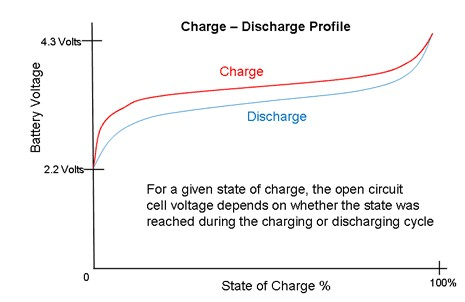 Charge – Discharge Profile
4.3 Volts
Charge
Battery Voltage
Discharge
2.2 Volts
For a given state of charge, the open circuit
cell voltage depends on whether the state was
reached during the charging or discharging cycle
0
State of Charge %
100%